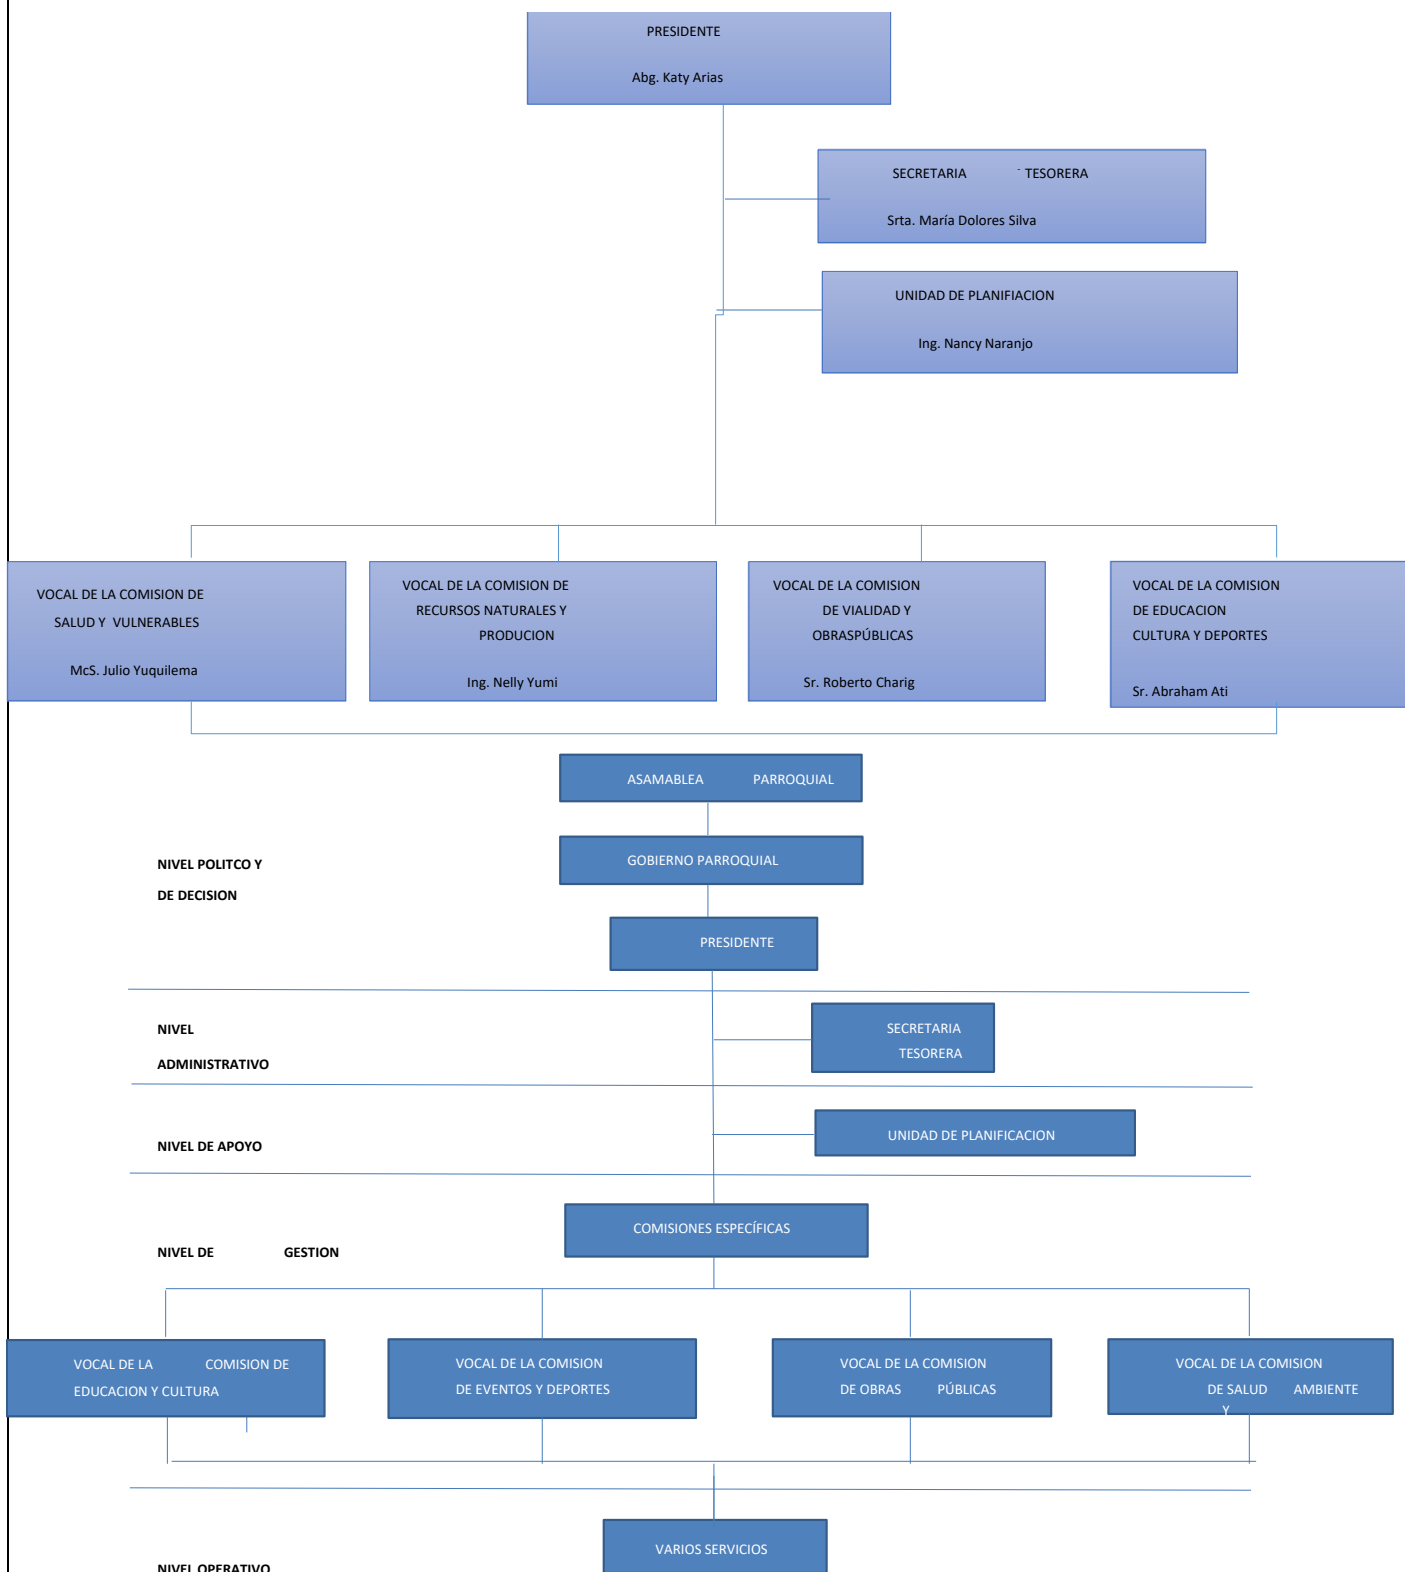 PRESIDENTE
Abg. Katy Arias
SECRETARIA - TESORERA
Srta. María Dolores Silva
UNIDAD DE PLANIFIACION
Ing. Nancy Naranjo
VOCAL DE LA COMISION DE
SALUD Y VULNERABLES
McS. Julio Yuquilema
VOCAL DE LA COMISION DE
RECURSOS NATURALES Y
PRODUCION
Ing. Nelly Yumi
VOCAL DE LA COMISION
DE VIALIDAD Y
OBRASPÚBLICAS
Sr. Roberto Charig
VOCAL DE LA COMISION
DE EDUCACION
CULTURA Y DEPORTES
Sr. Abraham Ati
ASAMABLEA PARROQUIAL
NIVEL POLITCO Y
DE DECISION
GOBIERNO PARROQUIAL
PRESIDENTE
NIVEL
ADMINISTRATIVO
SECRETARIA
TESORERA
NIVEL DE APOYO
UNIDAD DE PLANIFICACION
COMISIONES ESPECÍFICAS
NIVEL DE GESTION
VOCAL DE LA COMISION DE
EDUCACION Y CULTURA
VOCAL DE LA COMISION
DE EVENTOS Y DEPORTES
VOCAL DE LA COMISION
DE OBRAS PÚBLICAS
VOCAL DE LA COMISION
DE SALUD AMBIENTE
Y
VARIOS SERVICIOS
NIVEL OPERATIVO